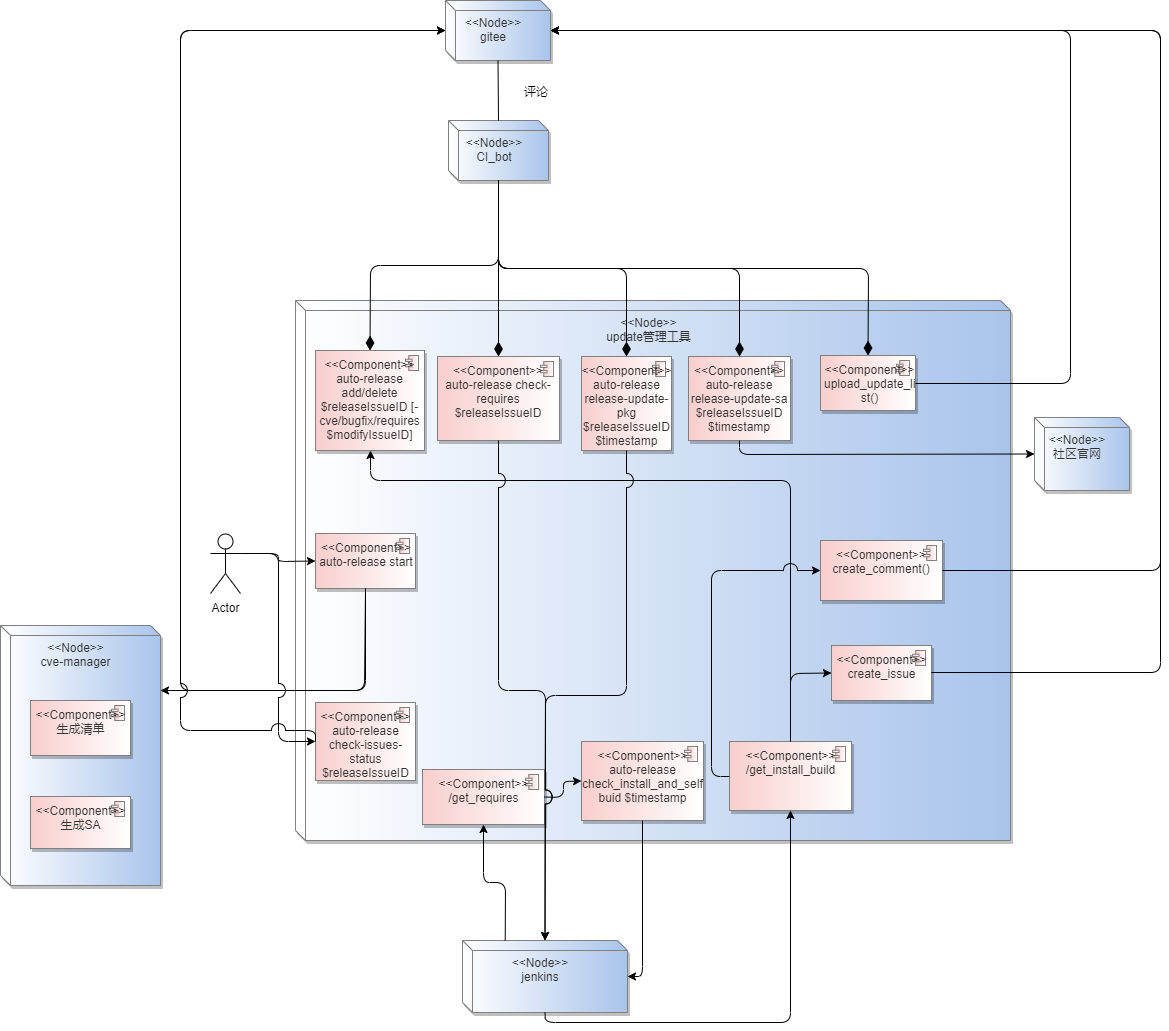 <<Node>>
gitee
评论
<<Node>>
CI_bot
<<Node>>
update管理工具
<<Component>>
auto-release
add/delete
$releaseIssueID [-
cve/bugfix/requires
$modifyIssueID]
<<Component>>
auto-release check-
requires
$releaseIssueID
<<Component>>
auto-release
release-update-
pkg
$releaseIssueID
$timestamp
<<Component>>
auto-release
release-update-sa
$releaseIssueID
$timestamp
<<Component>>
upload_update_li
st()
<<Node>>
社区官网
Actor
<<Component>>
auto-release start
<<Component>>
create_comment()
<<Node>>
cve-manager
<<Component>>
生成清单
<<Component>>
生成SA
<<Component>>
create_issue
<<Component>>
auto-release
check-issues-
status
$releaseIssueID
<<Component>>
/get_requires
<<Component>>
auto-release
check_install_and_self
buid $timestamp
<<Component>>
/get_install_build
<<Node>>
jenkins